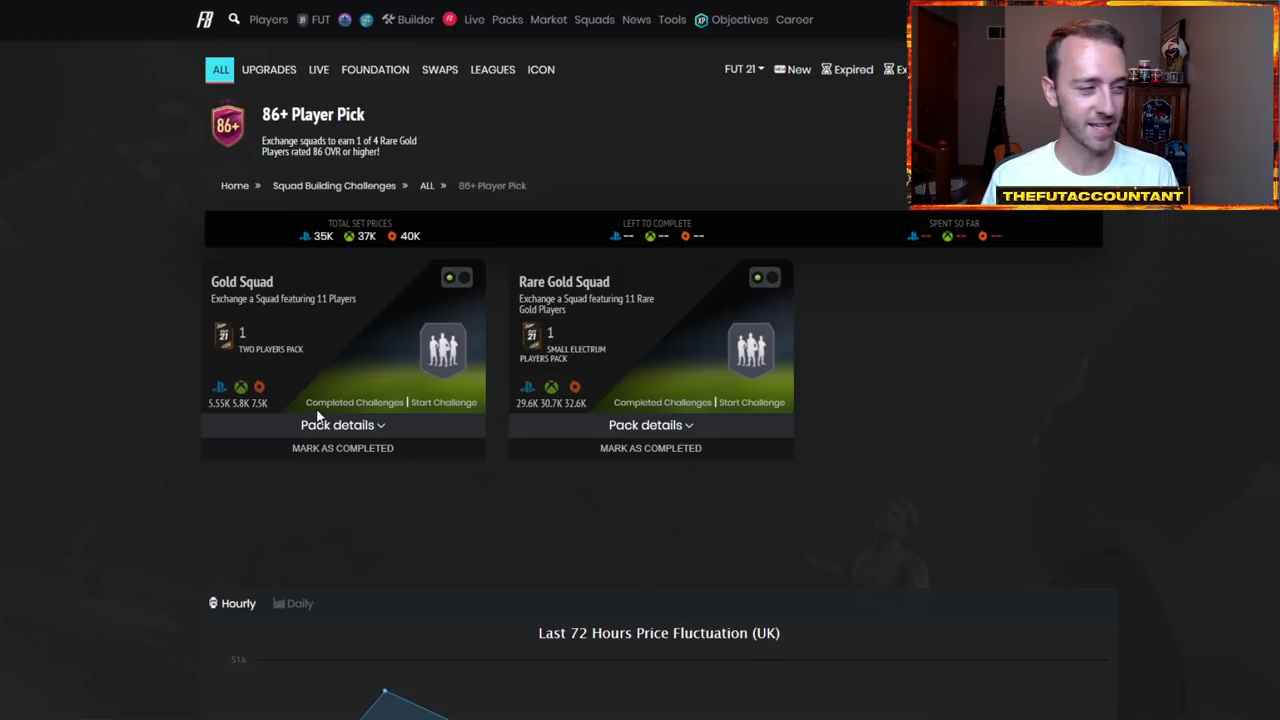 FB Players FUT Builder Live Packs Market Squads News Tools XP Objectives Career
ALL UPGRADES LIVE FOUNDATION SWAPS LEAGUES ICON FUT 21 New Expired Ex
86+
86+ Player Pick
Exchange squads to earn 1 of 4 Rare Gold
Players rated 86 OVR or higher!
THEFUTACCOUNTANT
Home » Squad Building Challenges » ALL » 86+ Player Pick
TOTAL SET PRICES LEFT TO COMPLETE SPENT SO FAR
35K 37K 40K -- -- -- -- -- --
Gold Squad
Exchange a Squad featuring 11 Players
21 1
TWO PLAYERS PACK
5.55K 5.8K 7.5K
Completed Challenges | Start Challenge
Pack details
MARK AS COMPLETED
Rare Gold Squad
Exchange a Squad featuring 11 Rare
Gold Players
21 1
SMALL ELECTRUM
PLAYERS PACK
29.6K 30.7K 32.6K
Completed Challenges | Start Challenge
Pack details
MARK AS COMPLETED
Hourly Daily
Last 72 Hours Price Fluctuation (UK)
51k